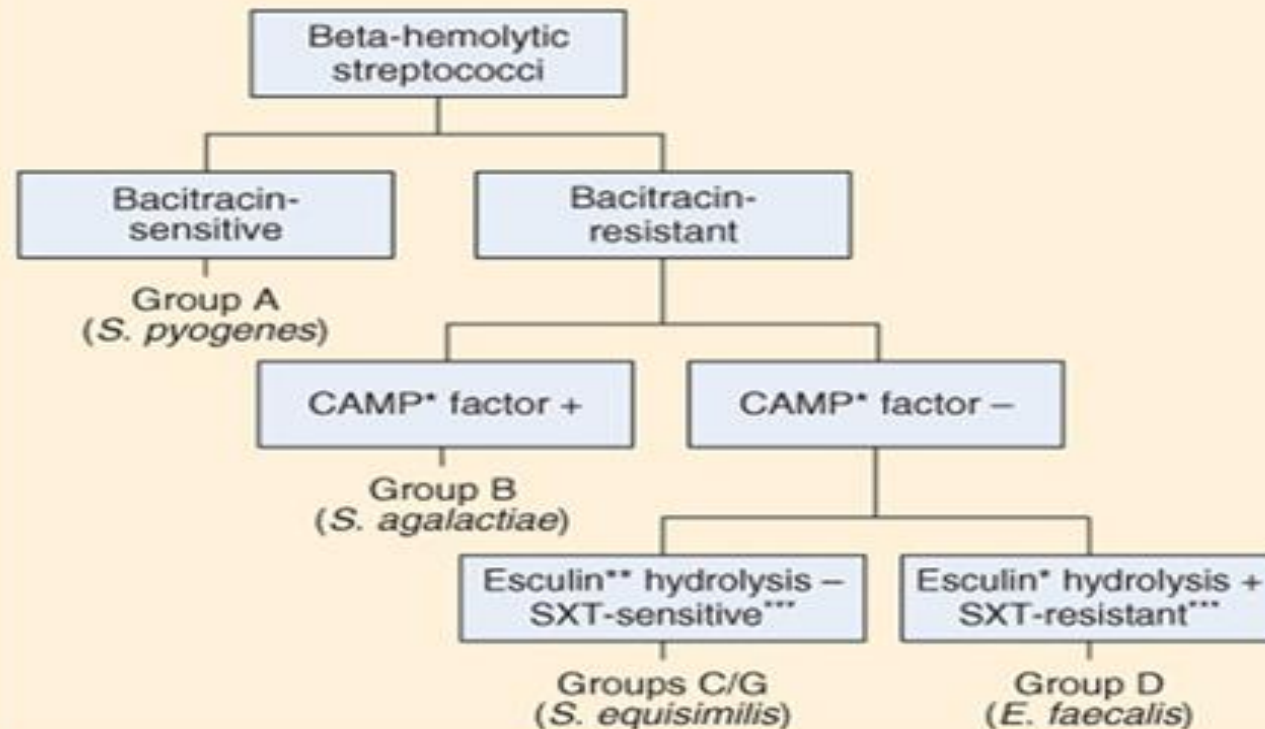 Beta-hemolytic
streptococci
Bacitracin-
sensitive
Bacitracin-
resistant
Group A
(S. pyogenes)
CAMP* factor +
CAMP* factor –
Group B
(S. agalactiae)
Esculin** hydrolysis –
SXT-sensitive***
Esculin* hydrolysis +
SXT-resistant***
Groups C/G
(S. equisimilis)
Group D
(E. faecalis)